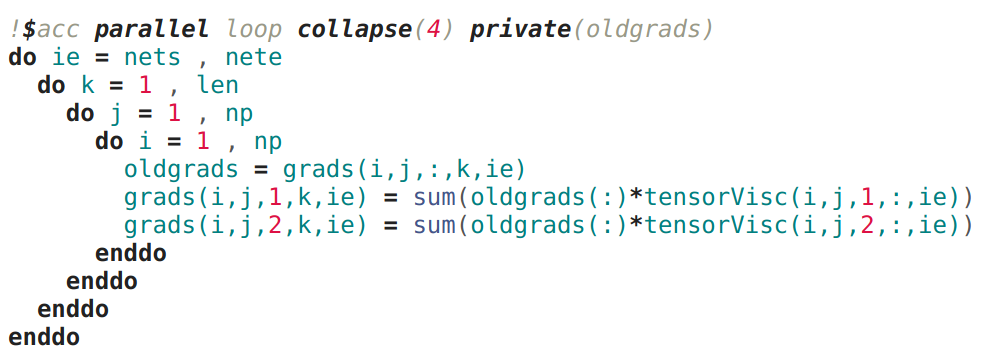 !$acc parallel loop collapse(4) private(oldgrads)
do ie = nets , nete
  do k = 1 , len
    do j = 1 , np
      do i = 1 , np
        oldgrads = grads(i,j,:,k,ie)
        grads(i,j,1,k,ie) = sum(oldgrads(:)*tensorVisc(i,j,1,:,ie))
        grads(i,j,2,k,ie) = sum(oldgrads(:)*tensorVisc(i,j,2,:,ie))
      enddo
    enddo
  enddo
enddo